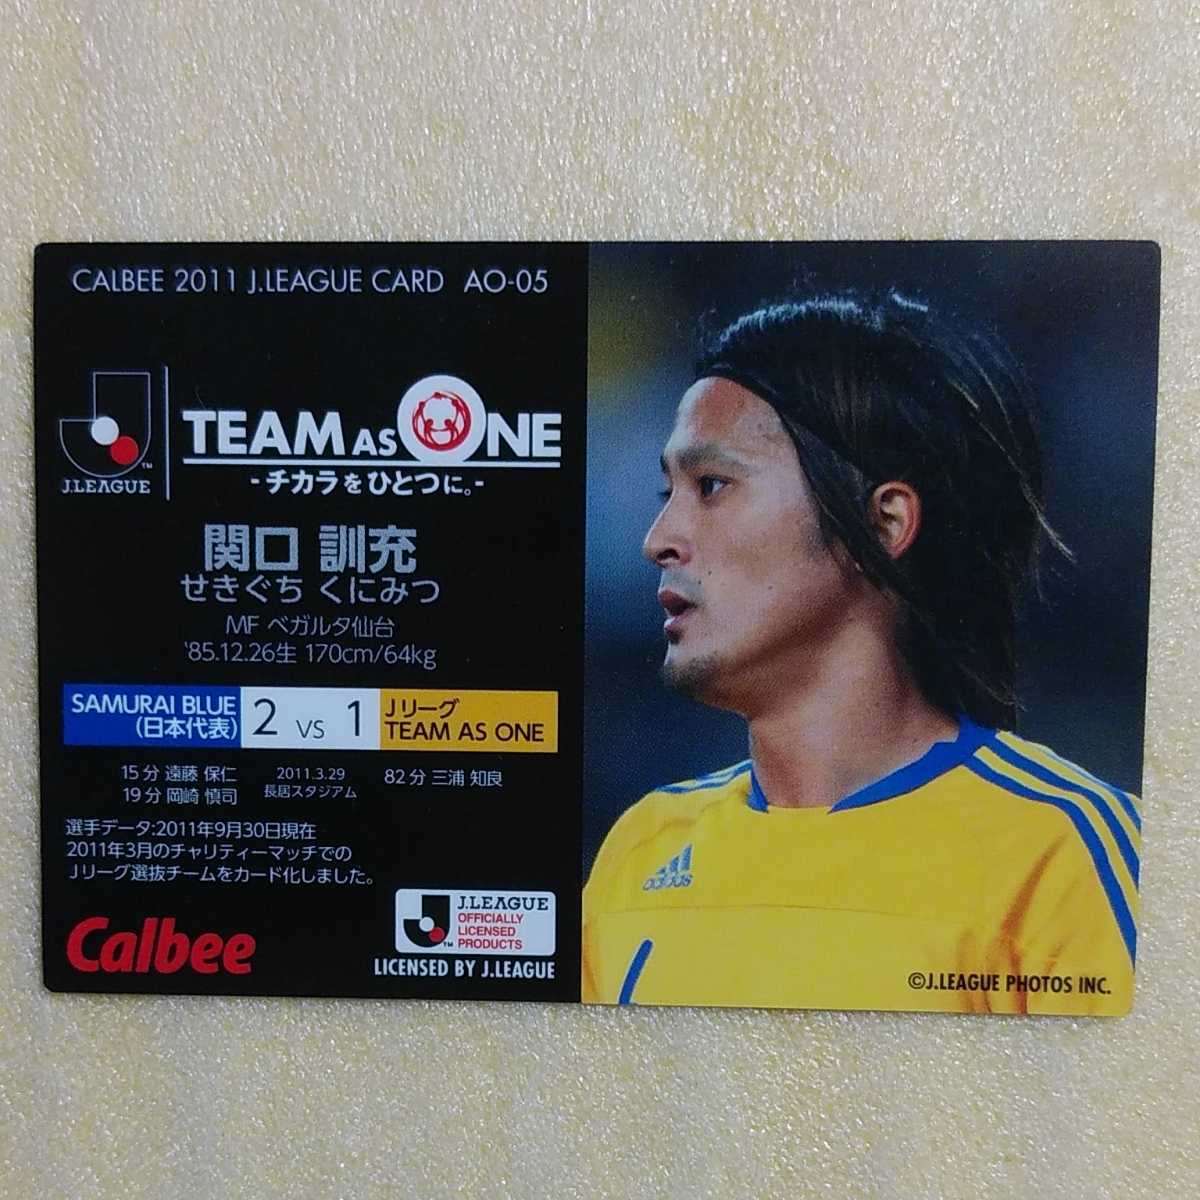 CALBEE 2011 J.LEAGUE CARD AO-05
J.LEAGUE
TM
TEAM AS ONE
-チカラをひとつに。-
関口 訓充
せきぐち くにみつ
MF ベガルタ仙台
'85.12.26生 170cm/64kg
SAMURAI BLUE
(日本代表)
2 VS 1
Jリーグ
TEAM AS ONE
15分 遠藤 保仁
19分 岡崎 慎司
2011.3.29
長居スタジアム
82分 三浦 知良
選手データ:2011年9月30日現在
2011年3月のチャリティーマッチでの
Jリーグ選抜チームをカード化しました。
Calbee
J.LEAGUE
OFFICIALLY
LICENSED
PRODUCTS
TM
LICENSED BY J.LEAGUE
adidas
©J.LEAGUE PHOTOS INC.